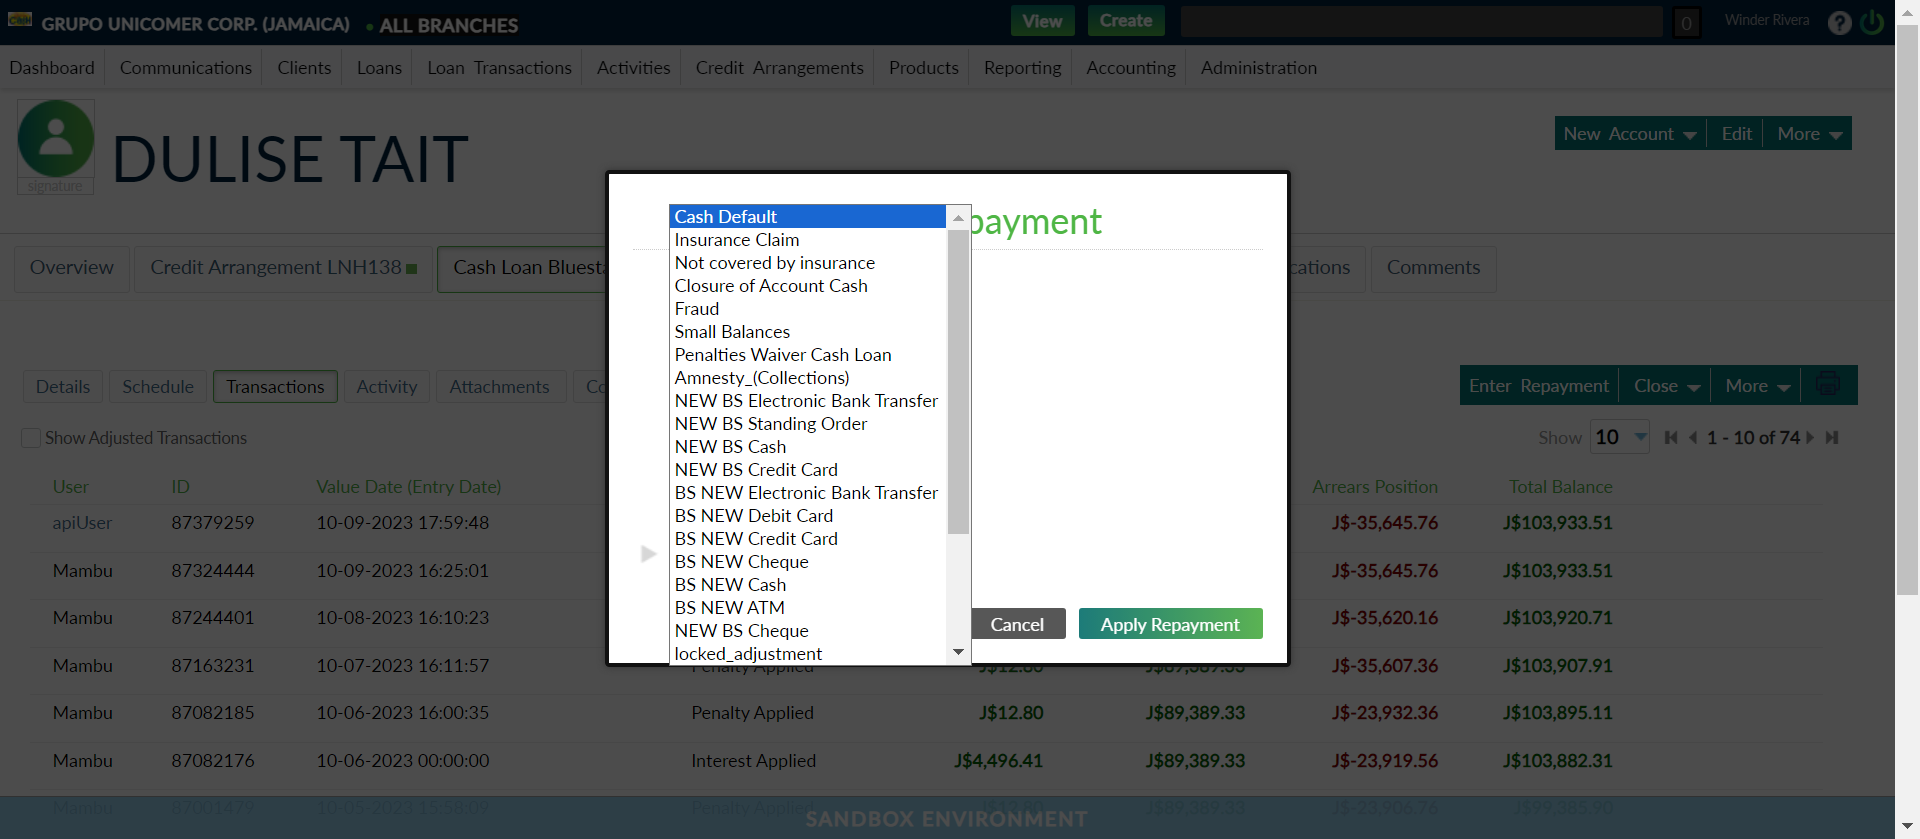 GRUPO UNICOMER CORP. (JAMAICA) ALL BRANCHES View Create 0 Winder Rivera ?
Dashboard Communications Clients Loans Loan Transactions Activities Credit Arrangements Products Reporting Accounting Administration
signature
DULISE TAIT
New Account Edit More
payment
Overview Credit Arrangement LNH138 Cash Loan Bluest cations Comments
Cash Default
Insurance Claim
Not covered by insurance
Closure of Account Cash
Fraud
Small Balances
Penalties Waiver Cash Loan
Amnesty_(Collections)
NEW BS Electronic Bank Transfer
NEW BS Standing Order
NEW BS Cash
NEW BS Credit Card
BS NEW Electronic Bank Transfer
BS NEW Debit Card
BS NEW Credit Card
BS NEW Cheque
BS NEW Cash
BS NEW ATM
NEW BS Cheque
locked_adjustment
Cancel Apply Repayment
Details Schedule Transactions Activity Attachments Co
Enter Repayment Close More
Show Adjusted Transactions
Show 10 1 - 10 of 74
User ID Value Date (Entry Date) Arrears Position Total Balance
apiUser 87379259 10-09-2023 17:59:48 J$-35,645.76 J$103,933.51
Mambu 87324444 10-09-2023 16:25:01 J$-35,645.76 J$103,933.51
Mambu 87244401 10-08-2023 16:10:23 J$-35,620.16 J$103,920.71
Mambu 87163231 10-07-2023 16:11:57 Penalty Applied J$12.80 J$89,389.33 J$-35,607.36 J$103,907.91
Mambu 87082185 10-06-2023 16:00:35 Penalty Applied J$12.80 J$89,389.33 J$-23,932.36 J$103,895.11
Mambu 87082176 10-06-2023 00:00:00 Interest Applied J$4,496.41 J$89,389.33 J$-23,919.56 J$103,882.31
Mambu 87001479 10-05-2023 15:58:09 Penalty Applied J$12.80 J$89,389.33 J$-23,906.76 J$99,385.90
SANDBOX ENVIRONMENT